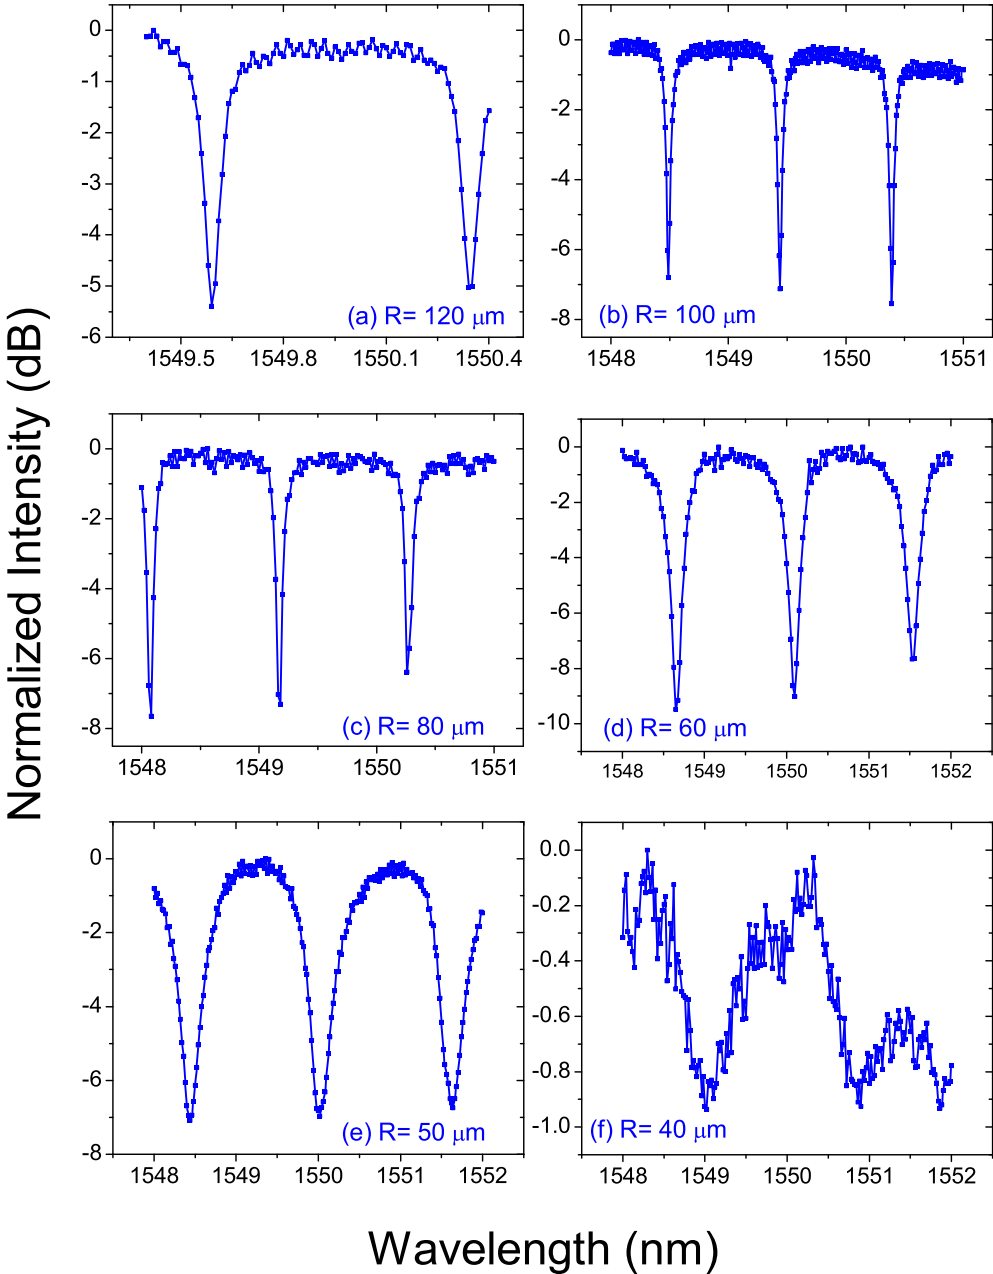 Normalized Intensity (dB)
0
-1
-2
-3
-4
-5
-6
(a) R= 120 μm
1549.5 1549.8 1550.1 1550.4
0
-2
-4
-6
-8
(b) R= 100 μm
1548 1549 1550 1551
0
-2
-4
-6
-8
(c) R= 80 μm
1548 1549 1550 1551
0
-2
-4
-6
-8
-10
(d) R= 60 μm
1548 1549 1550 1551 1552
0
-2
-4
-6
-8
(e) R= 50 μm
1548 1549 1550 1551 1552
0.0
-0.2
-0.4
-0.6
-0.8
-1.0
(f) R= 40 μm
1548 1549 1550 1551 1552
Wavelength (nm)